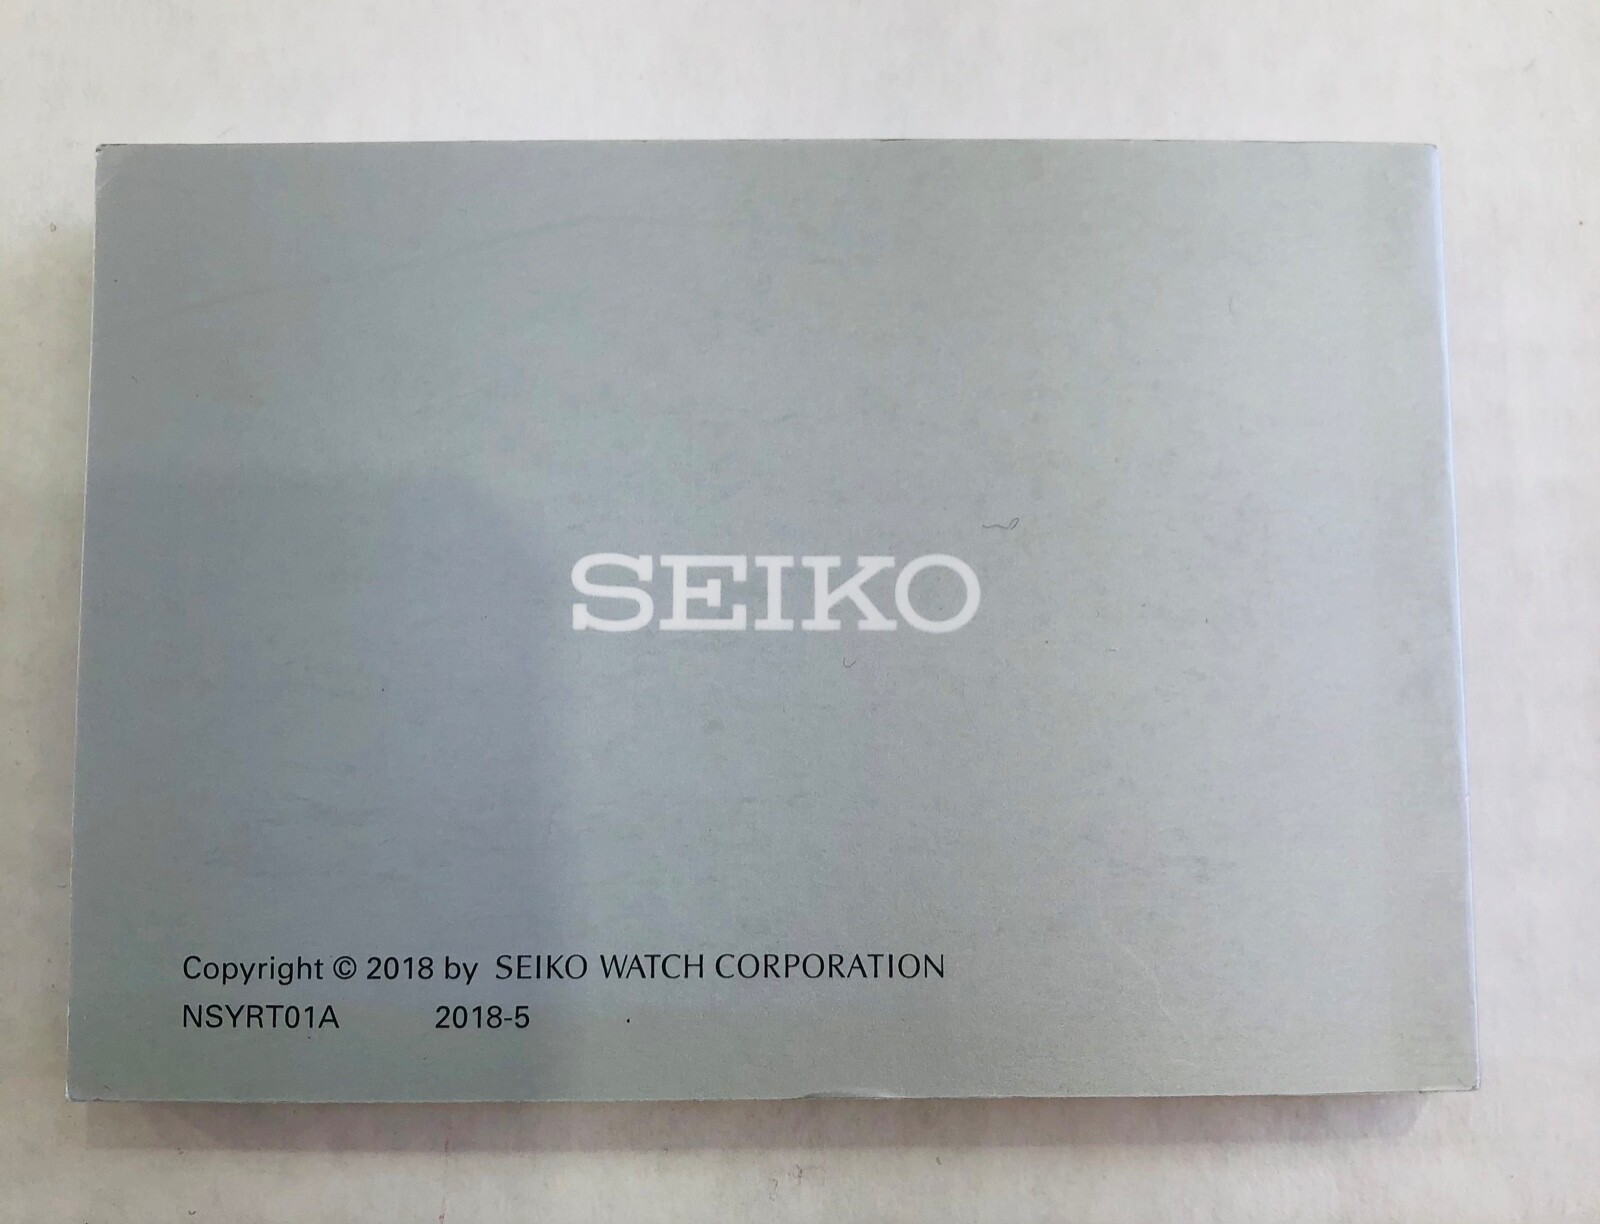 SEIKO
Copyright © 2018 by SEIKO WATCH CORPORATION
NSYRT01A 2018-5